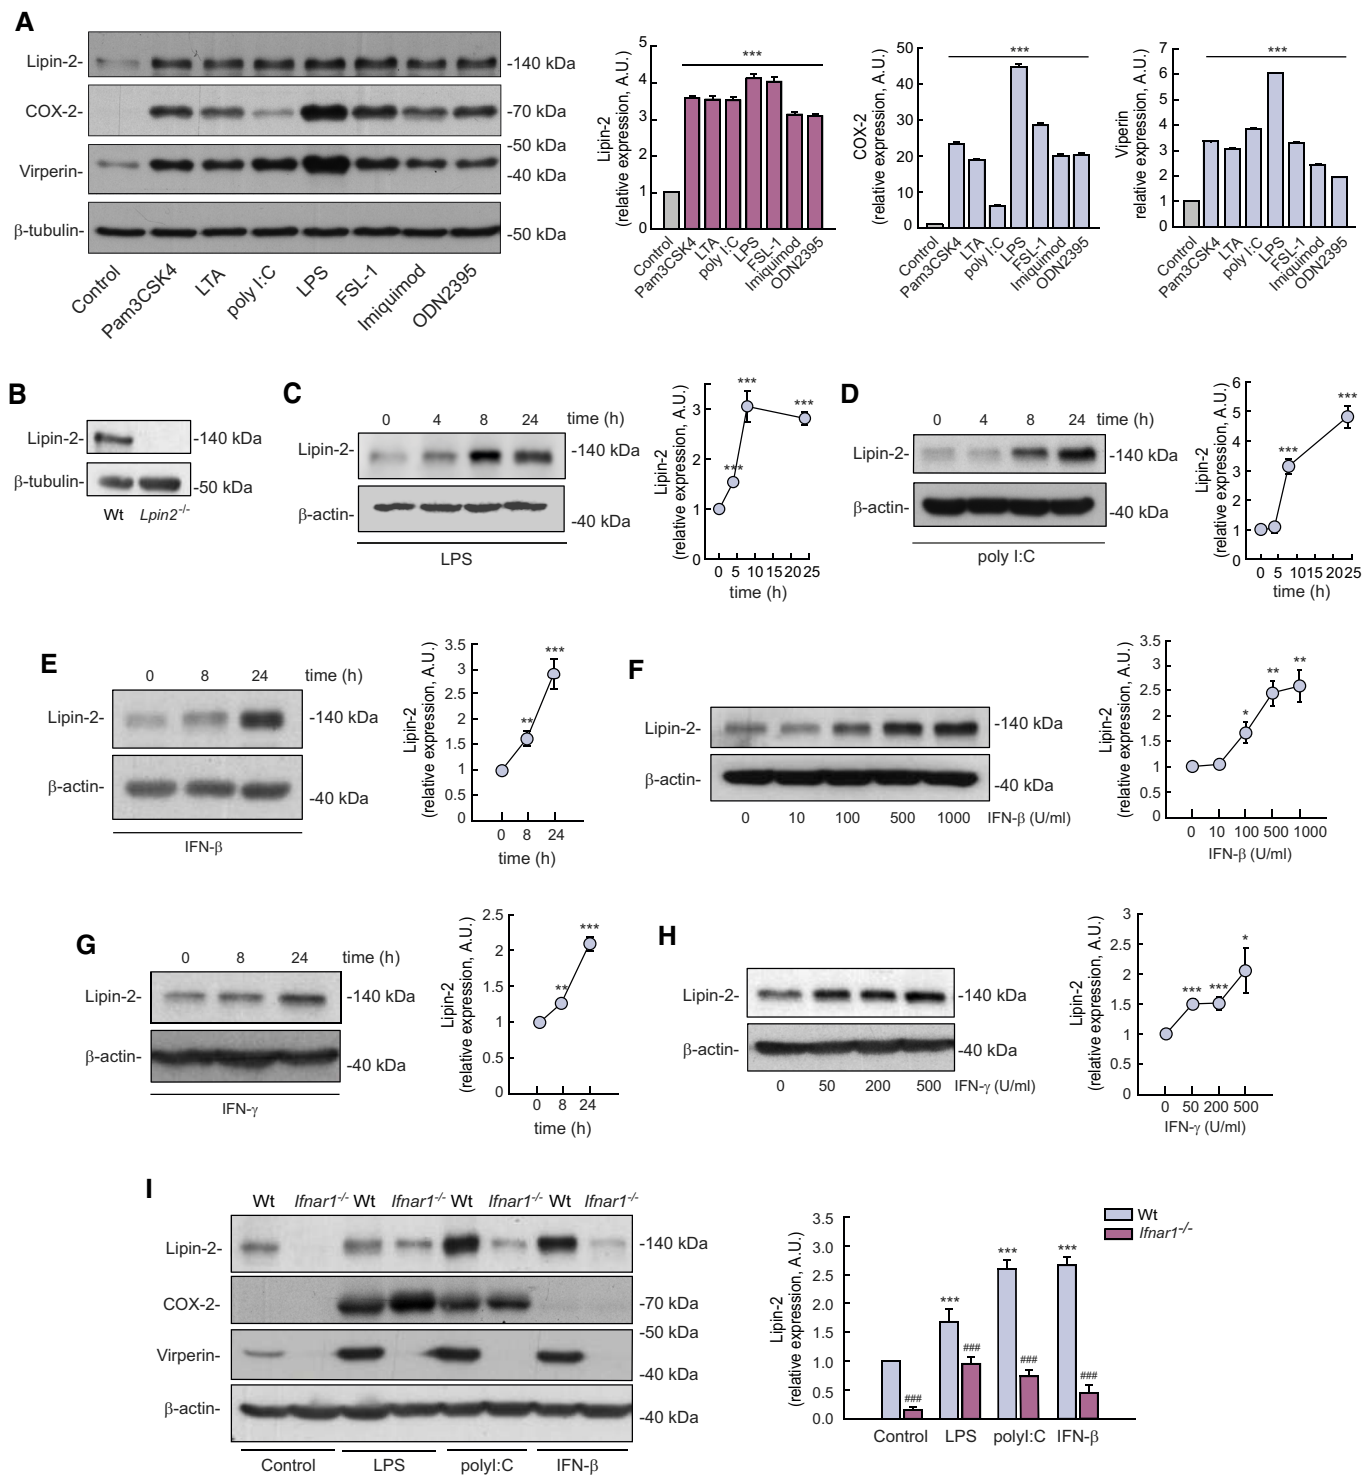 A
Lipin-2-
-140 kDa
COX-2-
-70 kDa
-50 kDa
Virperin-
-40 kDa
β-tubulin-
-50 kDa
Control
Pam3CSK4
LTA
poly I:C
LPS
FSL-1
Imiquimod
ODN2395
Lipin-2
(relative expression, A.U.)
5
4
3
2
1
0
***
Control
Pam3CSK4
LTA
poly I:C
LPS
FSL-1
Imiquimod
ODN2395
COX-2
(relative expression, A.U.)
50
40
30
20
10
0
***
Control
Pam3CSK4
LTA
poly I:C
LPS
FSL-1
Imiquimod
ODN2395
Viperin
relative expression, A.U.)
7
6
5
4
3
2
1
0
***
Control
Pam3CSK4
LTA
poly I:C
LPS
FSL-1
Imiquimod
ODN2395
B
Lipin-2-
-140 kDa
β-tubulin-
-50 kDa
Wt Lpin2-/-
C
0 4 8 24 time (h)
Lipin-2-
-140 kDa
β-actin-
-40 kDa
LPS
Lipin-2
(relative expression, A.U.)
3
2
1
0
*** *** ***
0 5 10 15 20 25
time (h)
D
0 4 8 24 time (h)
Lipin-2-
-140 kDa
β-actin-
-40 kDa
poly I:C
Lipin-2
(relative expression, A.U.)
6
5
4
3
2
1
0
*** ***
0 5 10 15 20 25
time (h)
E
0 8 24 time (h)
Lipin-2-
-140 kDa
β-actin-
-40 kDa
IFN-β
Lipin-2
(relative expression, A.U.)
3.5
3
2.5
2
1.5
1
0.5
0
** ***
0 8 24
time (h)
F
Lipin-2-
-140 kDa
β-actin-
-40 kDa
0 10 100 500 1000 IFN-β (U/ml)
Lipin-2
(relative expression, A.U.)
3.5
3
2.5
2
1.5
1
0.5
0
* ** **
0 10 100 500 1000
IFN-β (U/ml)
G
0 8 24 time (h)
Lipin-2-
-140 kDa
β-actin-
-40 kDa
IFN-γ
Lipin-2
(relative expression, A.U.)
2.5
2
1.5
1
0.5
0
** ***
0 8 24
time (h)
H
Lipin-2-
-140 kDa
β-actin-
-40 kDa
0 50 200 500 IFN-γ (U/ml)
Lipin-2
(relative expression, A.U.)
3
2.5
2
1.5
1
0.5
0
*** *** *
0 50 200 500
IFN-γ (U/ml)
I
Wt Ifnar1-/- Wt Ifnar1-/- Wt Ifnar1-/- Wt Ifnar1-/-
Lipin-2-
-140 kDa
COX-2-
-70 kDa
-50 kDa
Virperin-
-40 kDa
β-actin-
-40 kDa
Control LPS polyI:C IFN-β
Lipin-2
(relative expression, A.U.)
3.5
3.0
2.5
2.0
1.5
1.0
0.5
0.0
*** *** ***
### ### ### ###
Control LPS polyI:C IFN-β
Wt
Ifnar1-/-